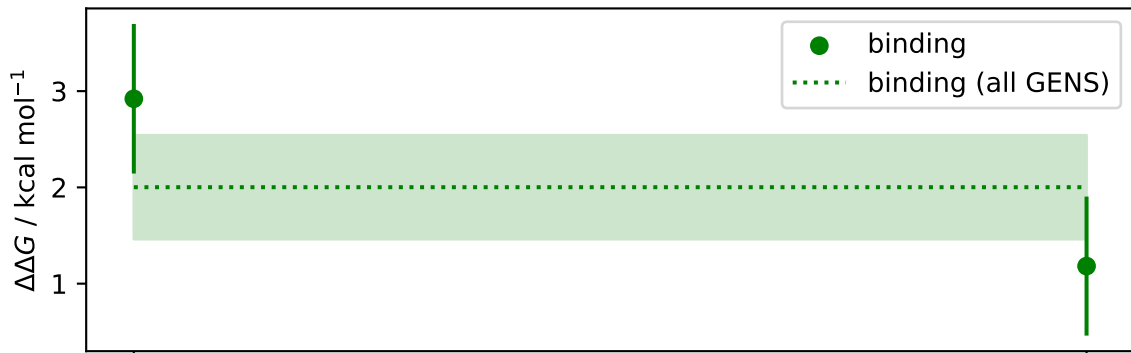 binding
binding (all GENS)
3
2
1
ΔΔG / kcal mol⁻¹